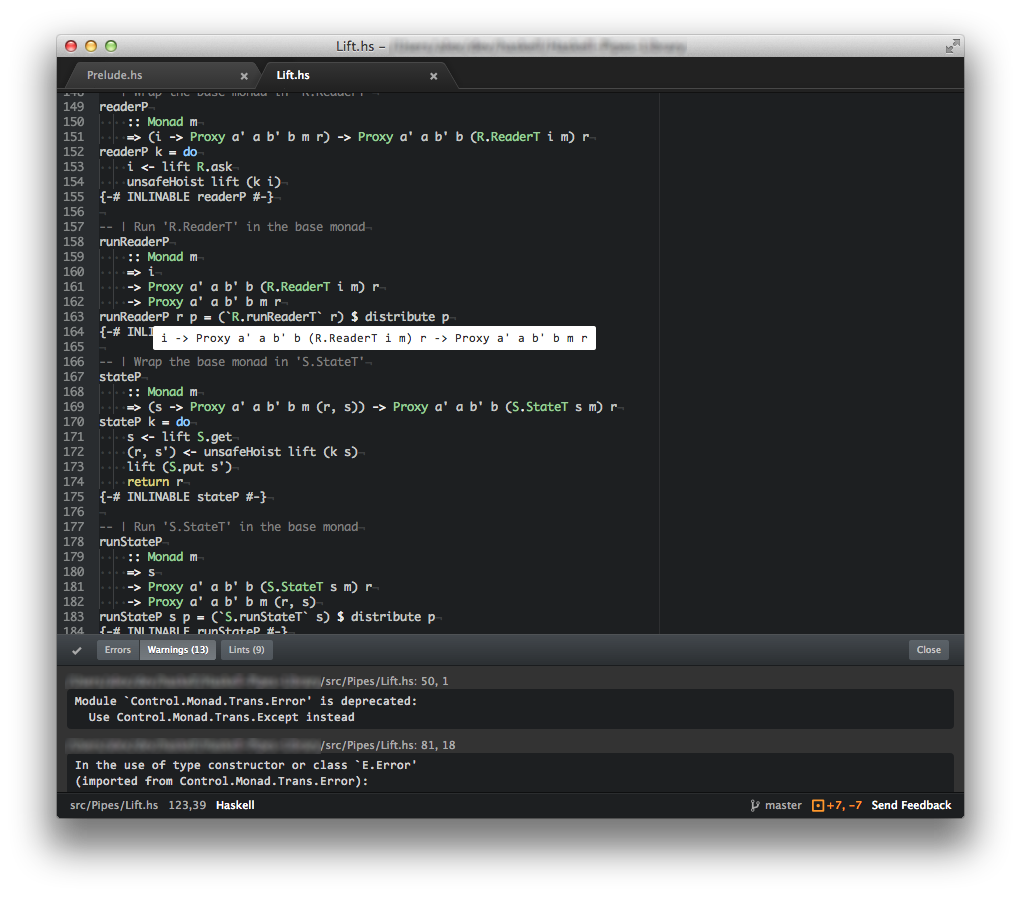 Lift.hs –
Prelude.hs
Lift.hs
148 -- | Wrap the base monad in 'R.ReaderT'
149 readerP¬
150 :: Monad m¬
151 => (i -> Proxy a' a b' b m r) -> Proxy a' a b' b (R.ReaderT i m) r¬
152 readerP k = do¬
153 i <- lift R.ask¬
154 unsafeHoist lift (k i)¬
155 {-# INLINABLE readerP #-}¬
156 ¬
157 -- | Run 'R.ReaderT' in the base monad¬
158 runReaderP¬
159 :: Monad m¬
160 => i¬
161 -> Proxy a' a b' b (R.ReaderT i m) r¬
162 -> Proxy a' a b' b m r¬
163 runReaderP r p = (`R.runReaderT` r) $ distribute p¬
164 {-# INLI
i -> Proxy a' a b' b (R.ReaderT i m) r -> Proxy a' a b' b m r
165 ¬
166 -- | Wrap the base monad in 'S.StateT'¬
167 stateP¬
168 :: Monad m¬
169 => (s -> Proxy a' a b' b m (r, s)) -> Proxy a' a b' b (S.StateT s m) r¬
170 stateP k = do¬
171 s <- lift S.get¬
172 (r, s') <- unsafeHoist lift (k s)¬
173 lift (S.put s')¬
174 return r¬
175 {-# INLINABLE stateP #-}¬
176 ¬
177 -- | Run 'S.StateT' in the base monad¬
178 runStateP¬
179 :: Monad m¬
180 => s¬
181 -> Proxy a' a b' b (S.StateT s m) r¬
182 -> Proxy a' a b' b m (r, s)¬
183 runStateP s p = (`S.runStateT` s) $ distribute p¬
184 {-# INLINABLE runStateP #-}¬
Errors Warnings (13) Lints (9) Close
/src/Pipes/Lift.hs: 50, 1
Module `Control.Monad.Trans.Error' is deprecated:
Use Control.Monad.Trans.Except instead
/src/Pipes/Lift.hs: 81, 18
In the use of type constructor or class `E.Error'
(imported from Control.Monad.Trans.Error):
src/Pipes/Lift.hs 123,39 Haskell master +7, -7 Send Feedback